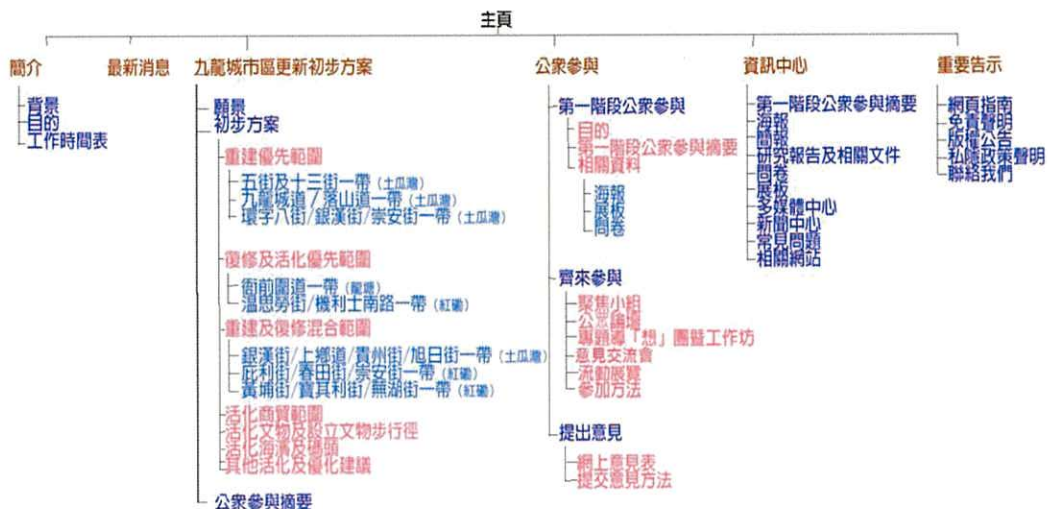 主頁
簡介
背景
目的
工作時間表
最新消息
九龍城市區更新初步方案
願景
初步方案
重建優先範圍
五街及十三街一帶 (土瓜灣)
九龍城道／落山道一帶 (土瓜灣)
環字八街/銀漢街/崇安街一帶 (土瓜灣)
復修及活化優先範圍
衙前圍道一帶 (龍塘)
溫思勞街/機利士南路一帶 (紅磡)
重建及復修混合範圍
銀漢街/上鄉道/貴州街/旭日街一帶 (土瓜灣)
庇利街/春田街/崇安街一帶 (紅磡)
黃埔街/寶其利街/蕪湖街一帶 (紅磡)
活化商貿範圍
活化文物及設立文物步行徑
活化海濱及碼頭
其他活化及優化建議
公眾參與摘要
公眾參與
第一階段公眾參與
目的
第一階段公眾參與摘要
相關資料
海報
展板
問卷
齊來參與
聚焦小組
公眾論壇
專題導「想」團暨工作坊
意見交流會
流動展覽
參加方法
提出意見
網上意見表
提交意見方法
資訊中心
第一階段公眾參與摘要
海報
簡報
研究報告及相關文件
問卷
展板
多媒體中心
新聞中心
常見問題
相關網站
重要告示
網頁指南
免責聲明
版權公告
私隱政策聲明
聯絡我們